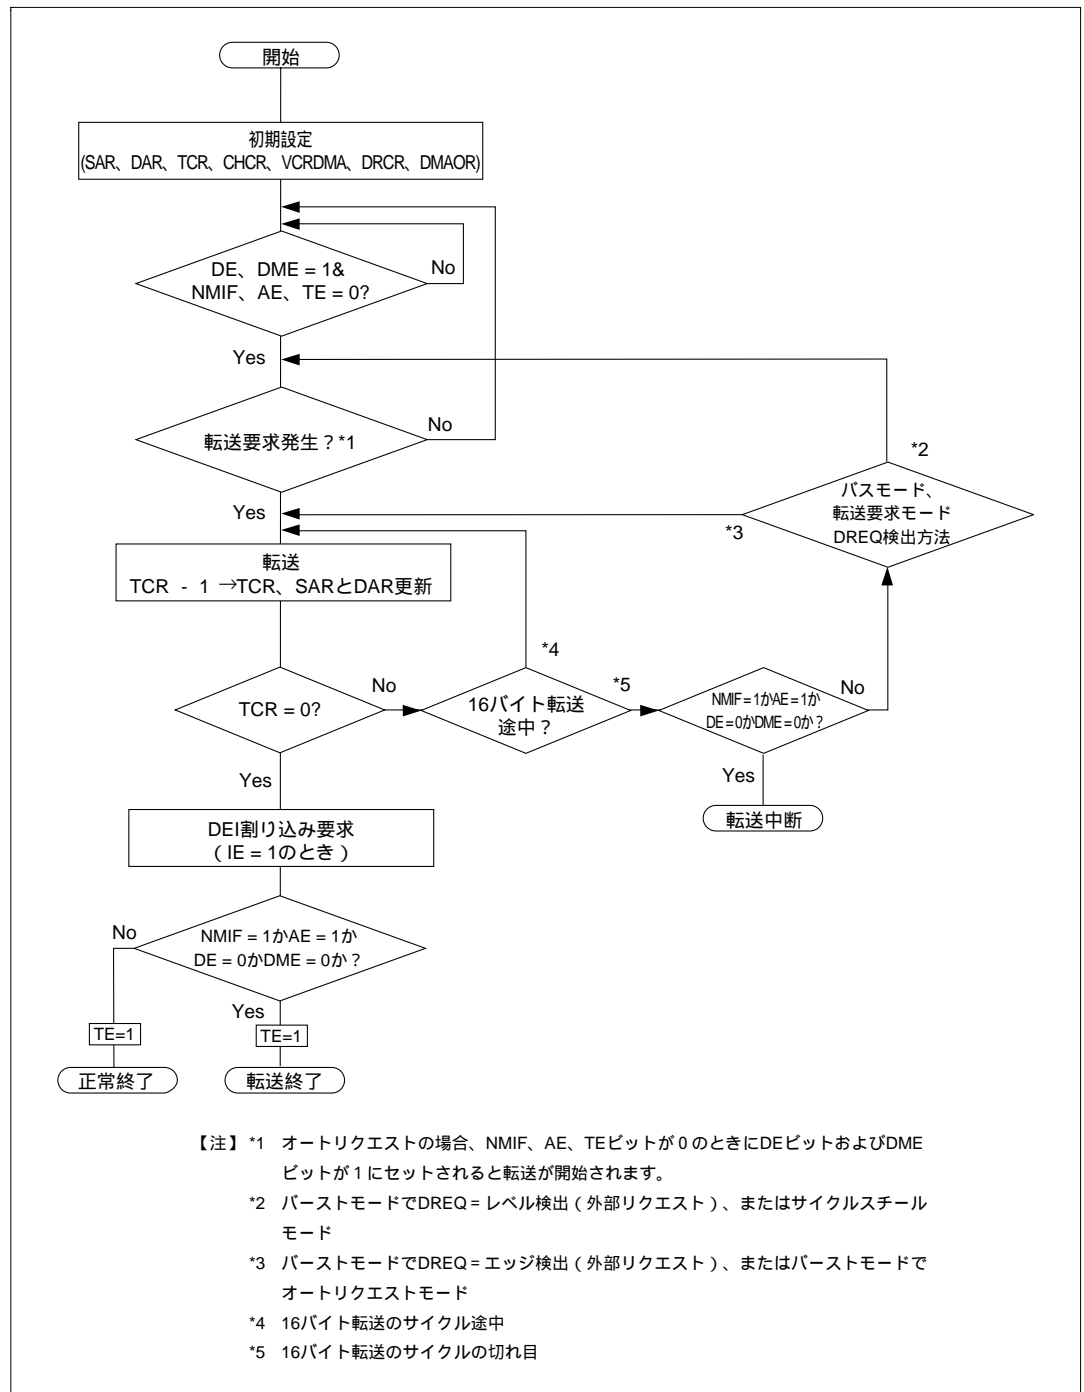 開始
初期設定
(SAR、DAR、TCR、CHCR、VCRDMA、DRCR、DMAOR)
DE、DME = 1&
NMIF、AE、TE = 0?
No
Yes
転送要求発生？*1
No
*2
バスモード、
転送要求モード
DREQ検出方法
Yes
*3
転送
TCR - 1 →TCR、SARとDAR更新
*4
TCR = 0?
No
16バイト転送
途中？
*5
NMIF=1かAE=1か
DE=0かDME=0か？
No
Yes
Yes
転送中断
DEI割り込み要求
( IE = 1のとき )
NMIF = 1かAE = 1か
DE = 0かDME = 0か？
No
Yes
TE=1
TE=1
正常終了
転送終了
【注】 *1 オートリクエストの場合、NMIF、AE、TEビットが 0 のときにDEビットおよびDME
ビットが 1 にセットされると転送が開始されます。
*2 バーストモードでDREQ = レベル検出（外部リクエスト）、またはサイクルスチール
モード
*3 バーストモードでDREQ = エッジ検出（外部リクエスト）、またはバーストモードで
オートリクエストモード
*4 16バイト転送のサイクル途中
*5 16バイト転送のサイクルの切れ目